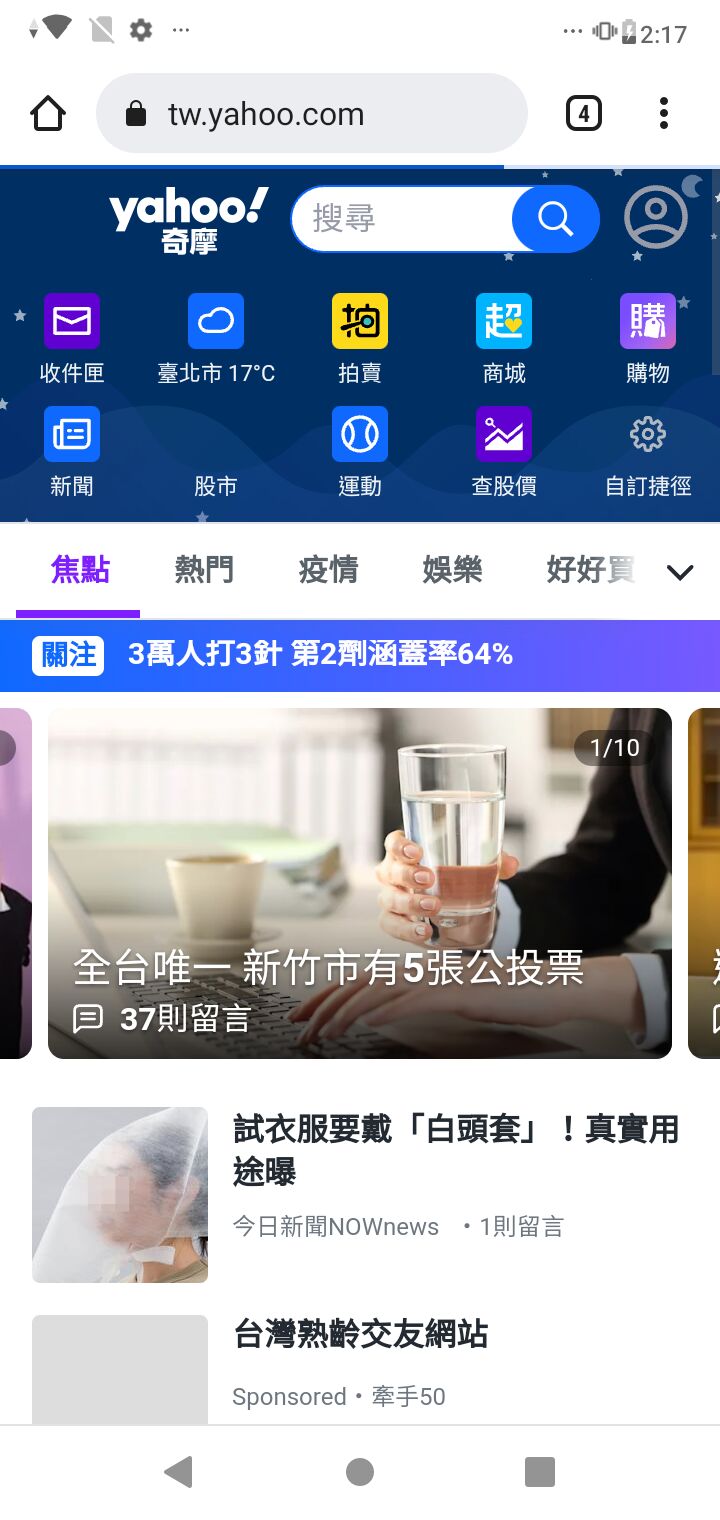 2:17
tw.yahoo.com
4
yahoo!
奇摩
搜尋
拍
超
購
收件匣
臺北市 17°C
拍賣
商城
購物
新聞
股市
運動
查股價
自訂捷徑
焦點
熱門
疫情
娛樂
好好買
關注
3萬人打3針 第2劑涵蓋率64%
1/10
全台唯一 新竹市有5張公投票
37則留言
試衣服要戴「白頭套」！真實用
途曝
今日新聞NOWnews ・1則留言
台灣熟齡交友網站
Sponsored・牽手50